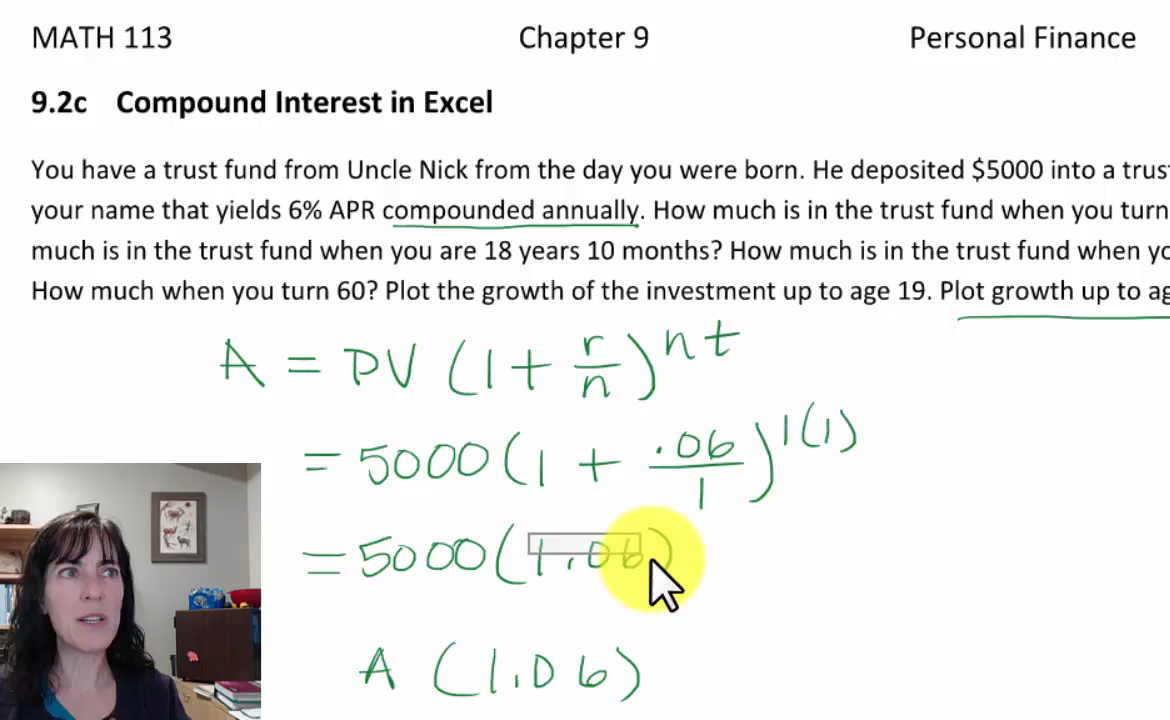 MATH 113 Chapter 9 Personal Finance
9.2c Compound Interest in Excel
You have a trust fund from Uncle Nick from the day you were born. He deposited $5000 into a trus
your name that yields 6% APR compounded annually. How much is in the trust fund when you turn
much is in the trust fund when you are 18 years 10 months? How much is in the trust fund when yo
How much when you turn 60? Plot the growth of the investment up to age 19. Plot growth up to ag
A = PV (1 + r/n)^nt
= 5000 (1 + .06/1)^1(1)
= 5000 (1.06)
A (1.06)